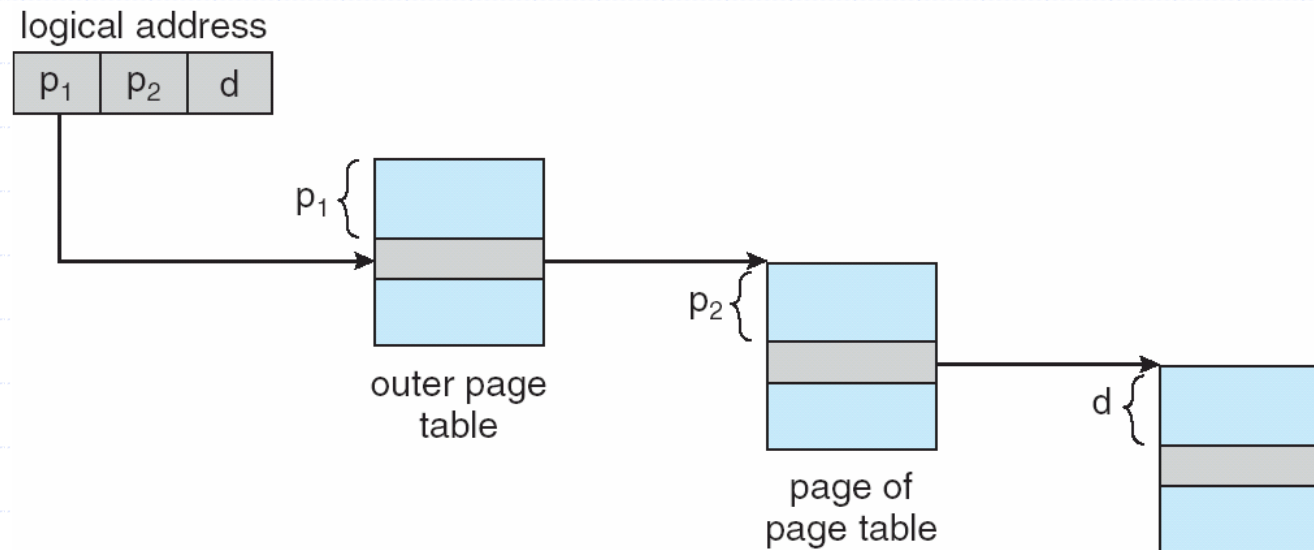 logical address
p₁ p₂ d
p₁
outer page
table
p₂
page of
page table
d